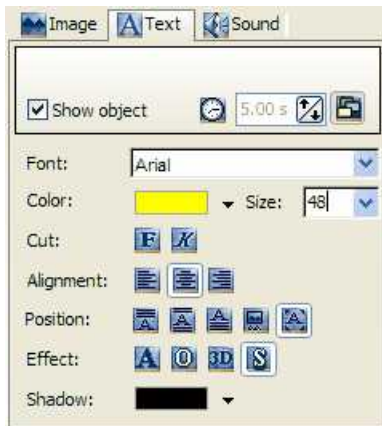 Image Text Sound
Show object 5.00 s
Font: Arial
Color: Size: 48
Cut: F K
Alignment:
Position:
Effect: A O 3D S
Shadow: